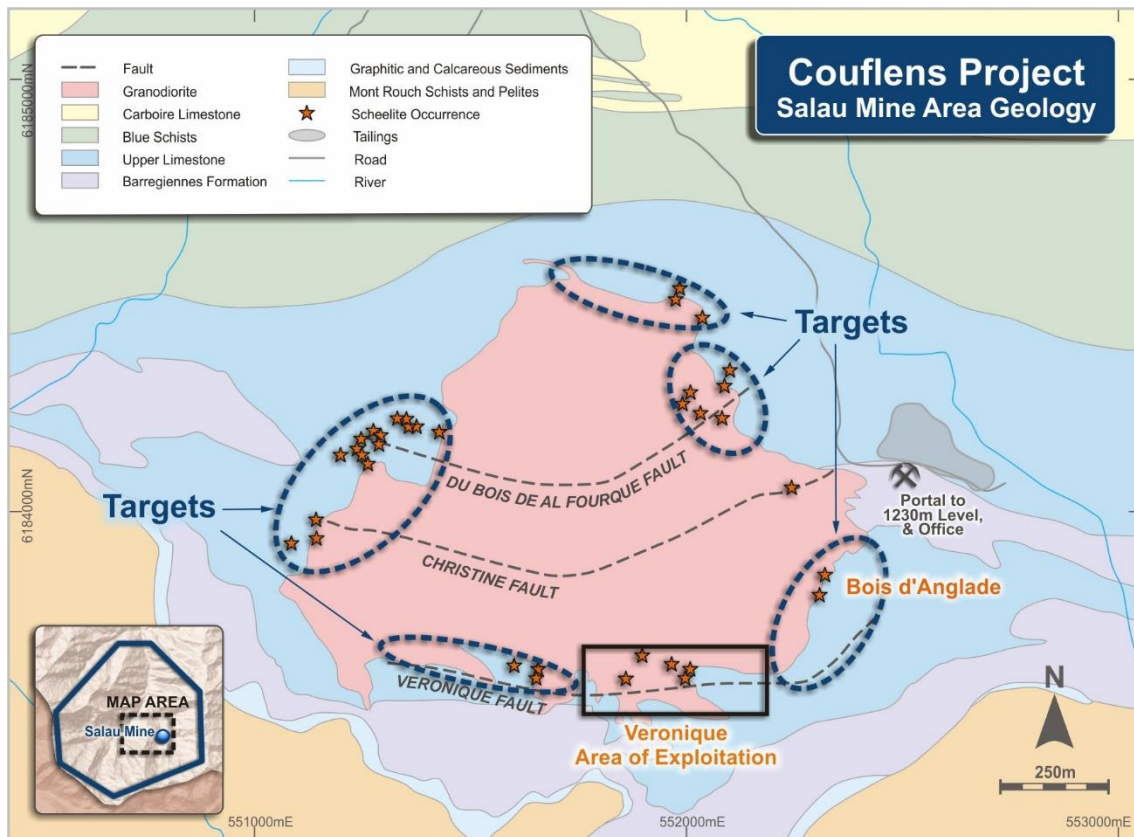 Couflens Project
Salau Mine Area Geology
Fault
Granodiorite
Carboire Limestone
Blue Schists
Upper Limestone
Barregiennes Formation
Graphitic and Calcareous Sediments
Mont Rouch Schists and Pelites
Scheelite Occurrence
Tailings
Road
River
6185000mN
6184000mN
Targets
DU BOIS DE AL FOURQUE FAULT
Portal to
1230m Level,
& Office
Targets
CHRISTINE FAULT
Bois d'Anglade
VERONIQUE FAULT
Veronique
Area of Exploitation
MAP AREA
Salau Mine
N
250m
551000mE
552000mE
553000mE